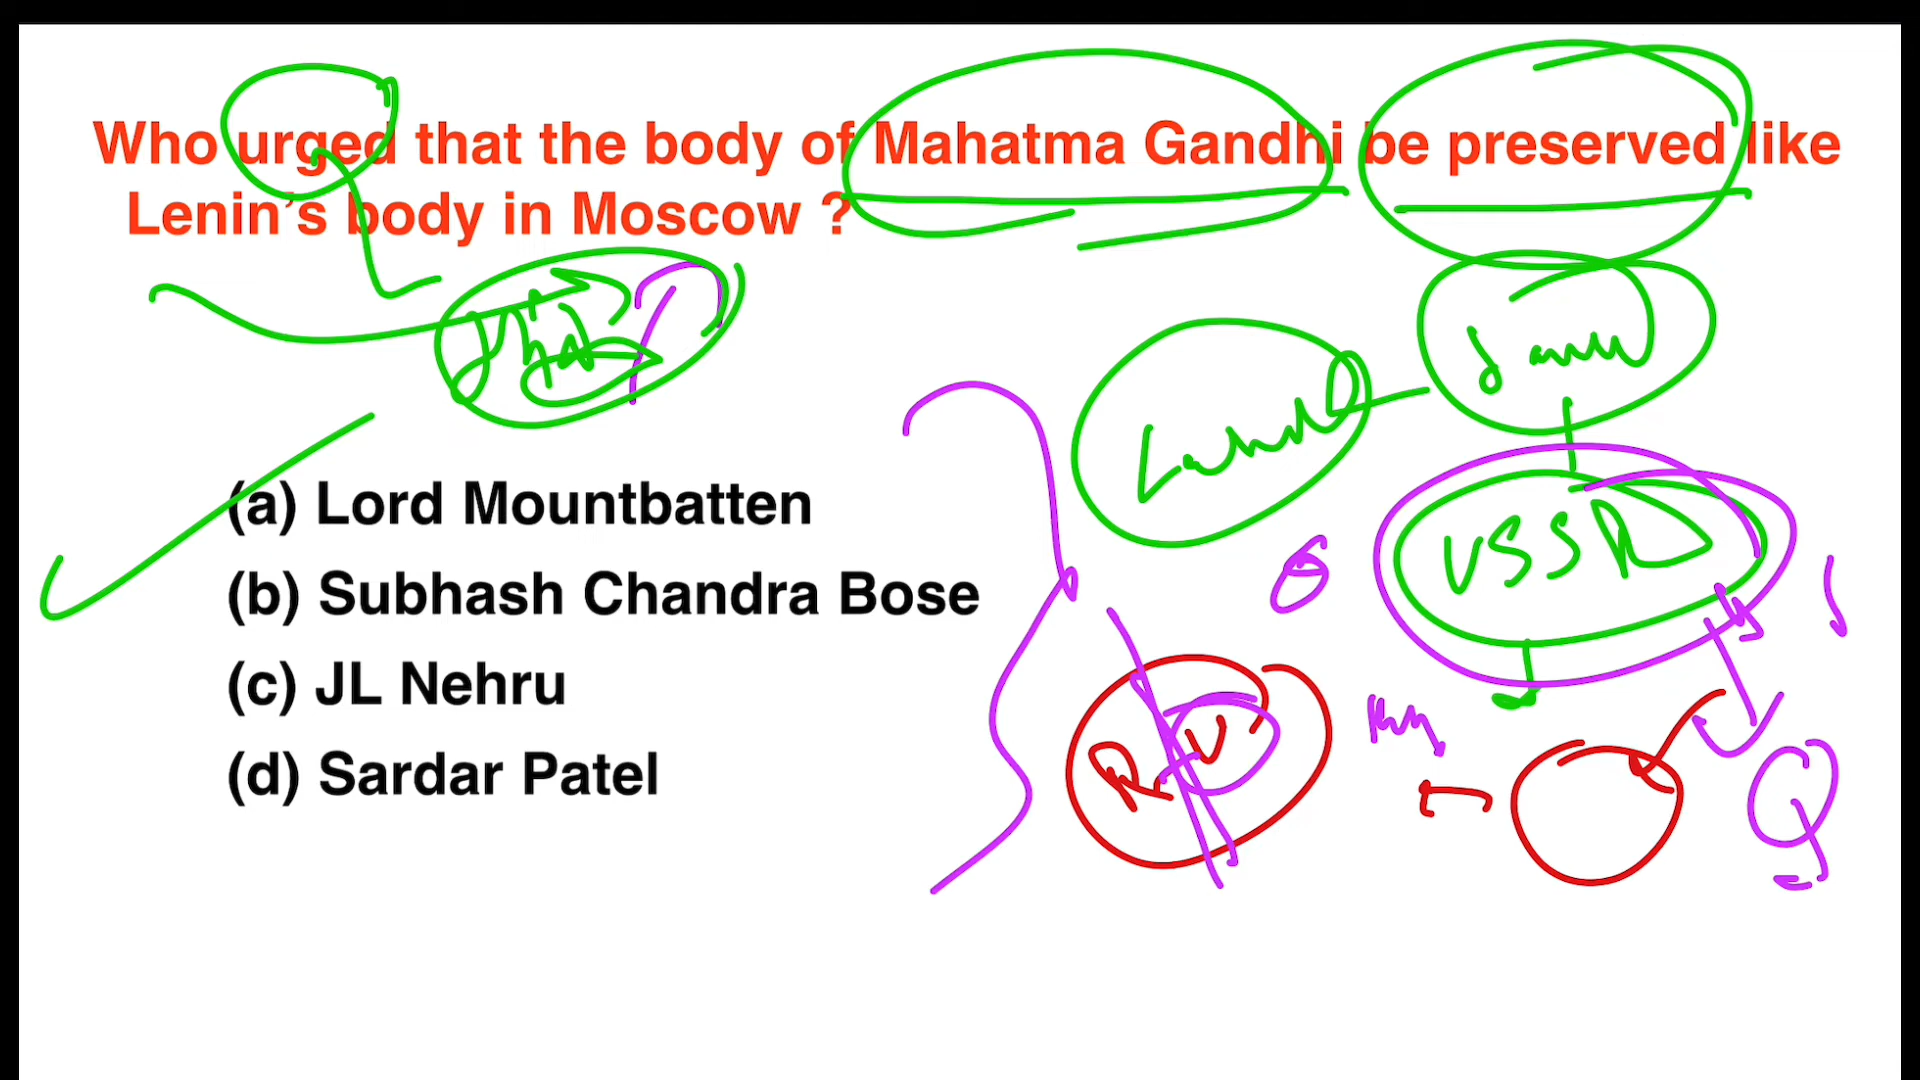 Who urged that the body of Mahatma Gandhi be preserved like
Lenin's body in Moscow ?
USSR
(a) Lord Mountbatten
(b) Subhash Chandra Bose
(c) JL Nehru
(d) Sardar Patel